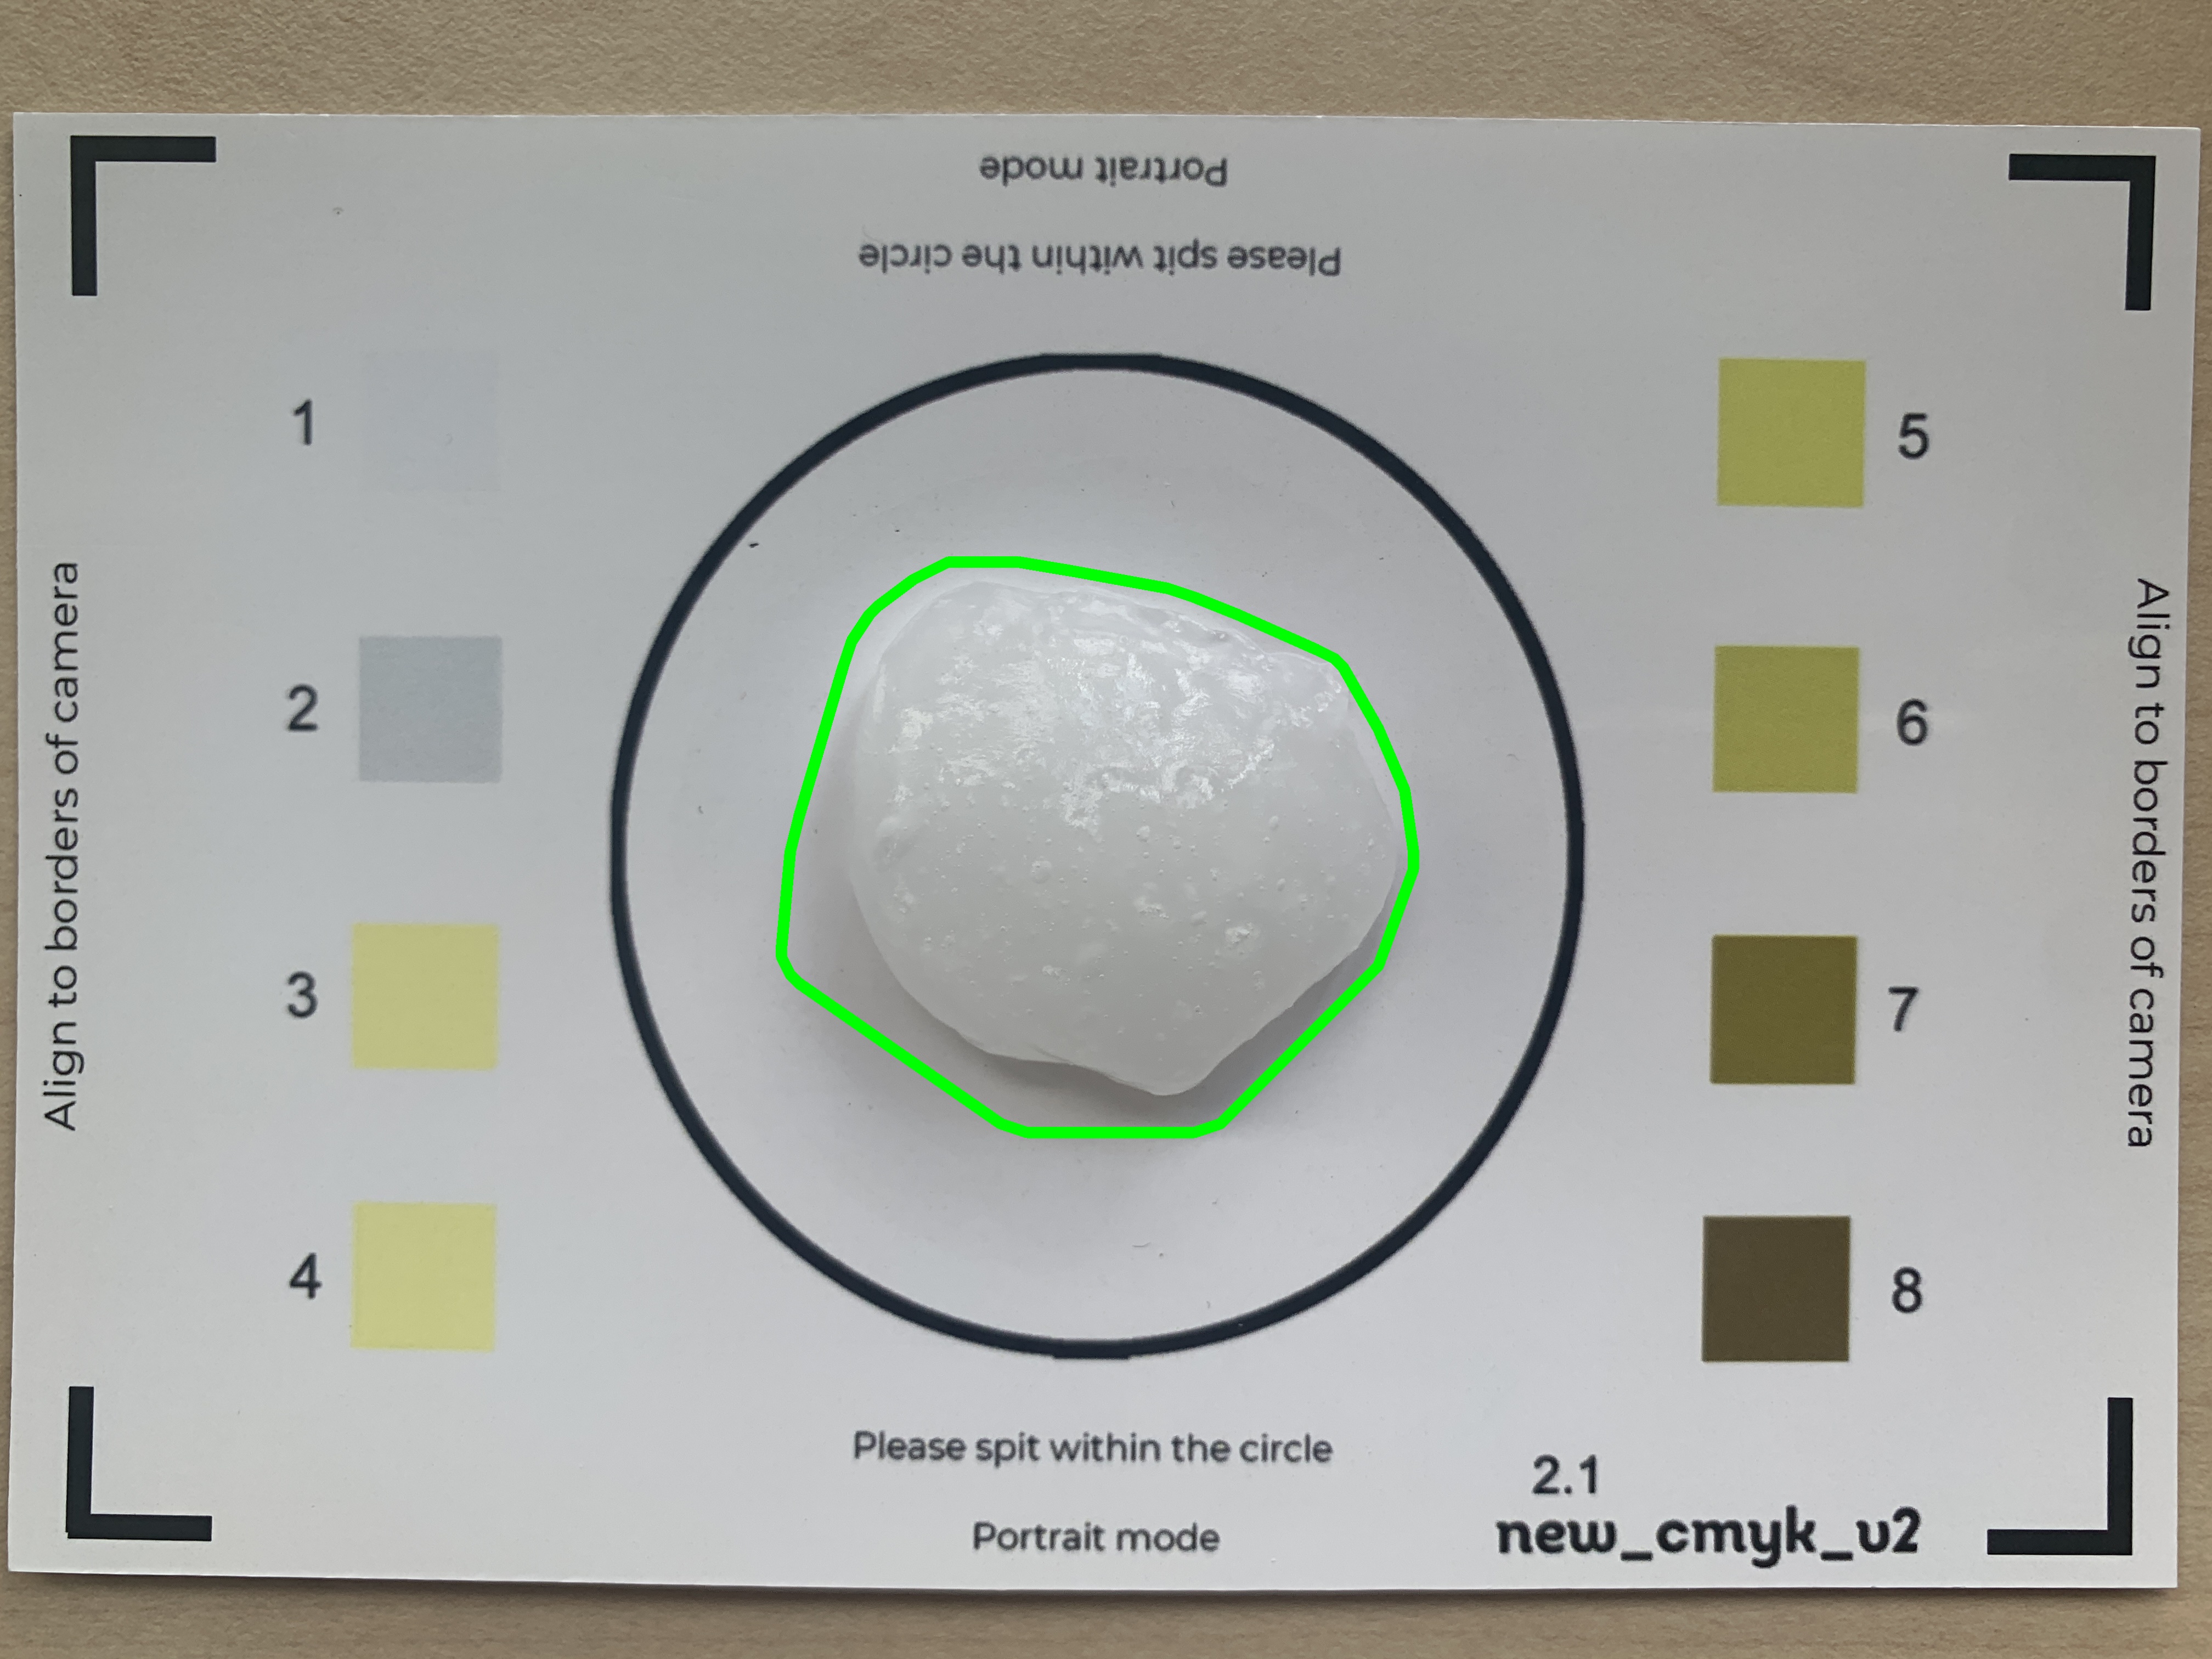 Portrait mode
Please spit within the circle
1
5
2
6
3
7
4
8
Align to borders of camera
Align to borders of camera
Please spit within the circle
Portrait mode
2.1
new_cmyk_v2